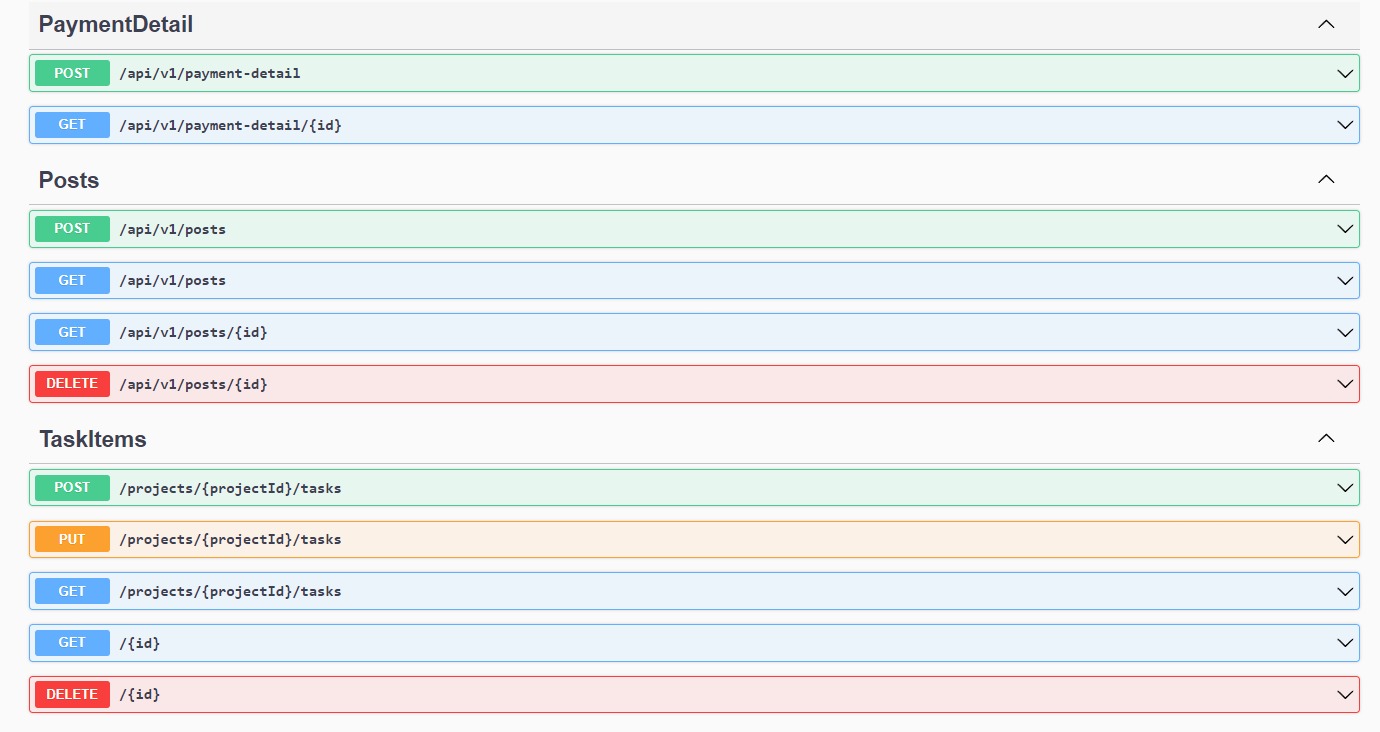 PaymentDetail
POST /api/v1/payment-detail
GET /api/v1/payment-detail/{id}
Posts
POST /api/v1/posts
GET /api/v1/posts
GET /api/v1/posts/{id}
DELETE /api/v1/posts/{id}
TaskItems
POST /projects/{projectId}/tasks
PUT /projects/{projectId}/tasks
GET /projects/{projectId}/tasks
GET /{id}
DELETE /{id}